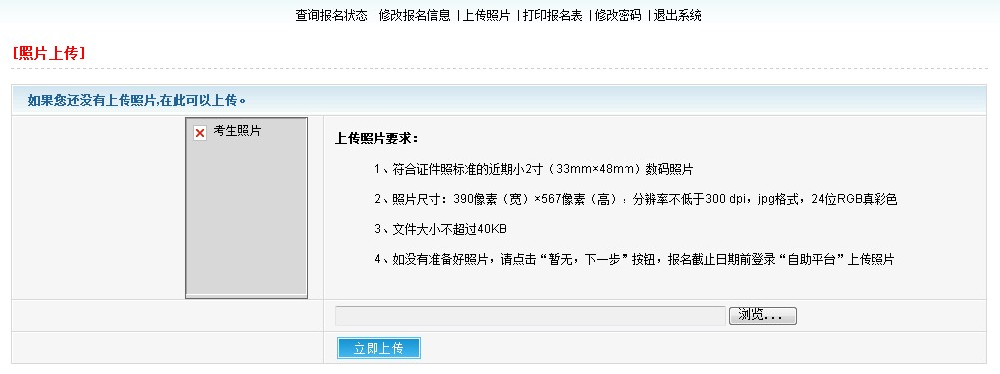 查询报名状态 | 修改报名信息 | 上传照片 | 打印报名表 | 修改密码 | 退出系统
[照片上传]
如果您还没有上传照片,在此可以上传。
考生照片
上传照片要求：
1、符合证件照标准的近期小2寸（33mm×48mm）数码照片
2、照片尺寸：390像素（宽）×567像素（高），分辨率不低于300 dpi，jpg格式，24位RGB真彩色
3、文件大小不超过40KB
4、如没有准备好照片，请点击“暂无，下一步”按钮，报名截止日期前登录“自助平台”上传照片
浏览...
立即上传